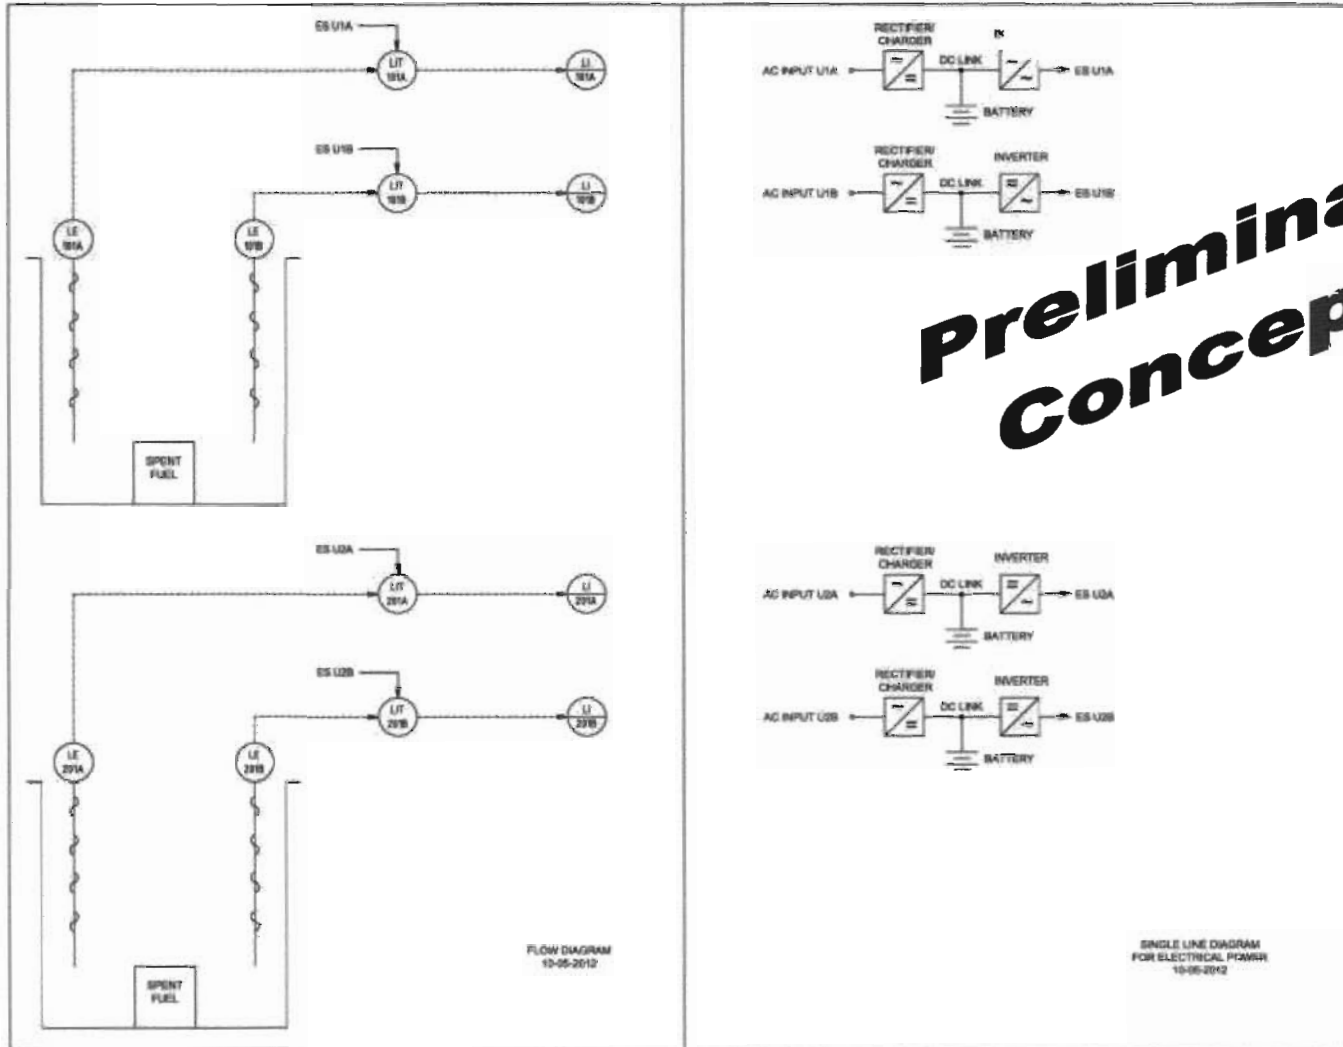 ES U1A
LIT
101A
LI
101A
ES U1B
LIT
101B
LI
101B
LE
101A
LE
101B
SPENT
FUEL
ES U2A
LIT
201A
LI
201A
ES U2B
LIT
201B
LI
201B
LE
201A
LE
201B
SPENT
FUEL
FLOW DIAGRAM
10-05-2012
RECTIFIER/
CHARGER
AC INPUT U1A
DC LINK
ES U1A
BATTERY
RECTIFIER/
CHARGER
INVERTER
AC INPUT U1B
DC LINK
ES U1B
BATTERY
Prelimina
Concep
RECTIFIER/
CHARGER
INVERTER
AC INPUT U2A
DC LINK
ES U2A
BATTERY
RECTIFIER/
CHARGER
INVERTER
AC INPUT U2B
DC LINK
ES U2B
BATTERY
SINGLE LINE DIAGRAM
FOR ELECTRICAL POWER
10-05-2012